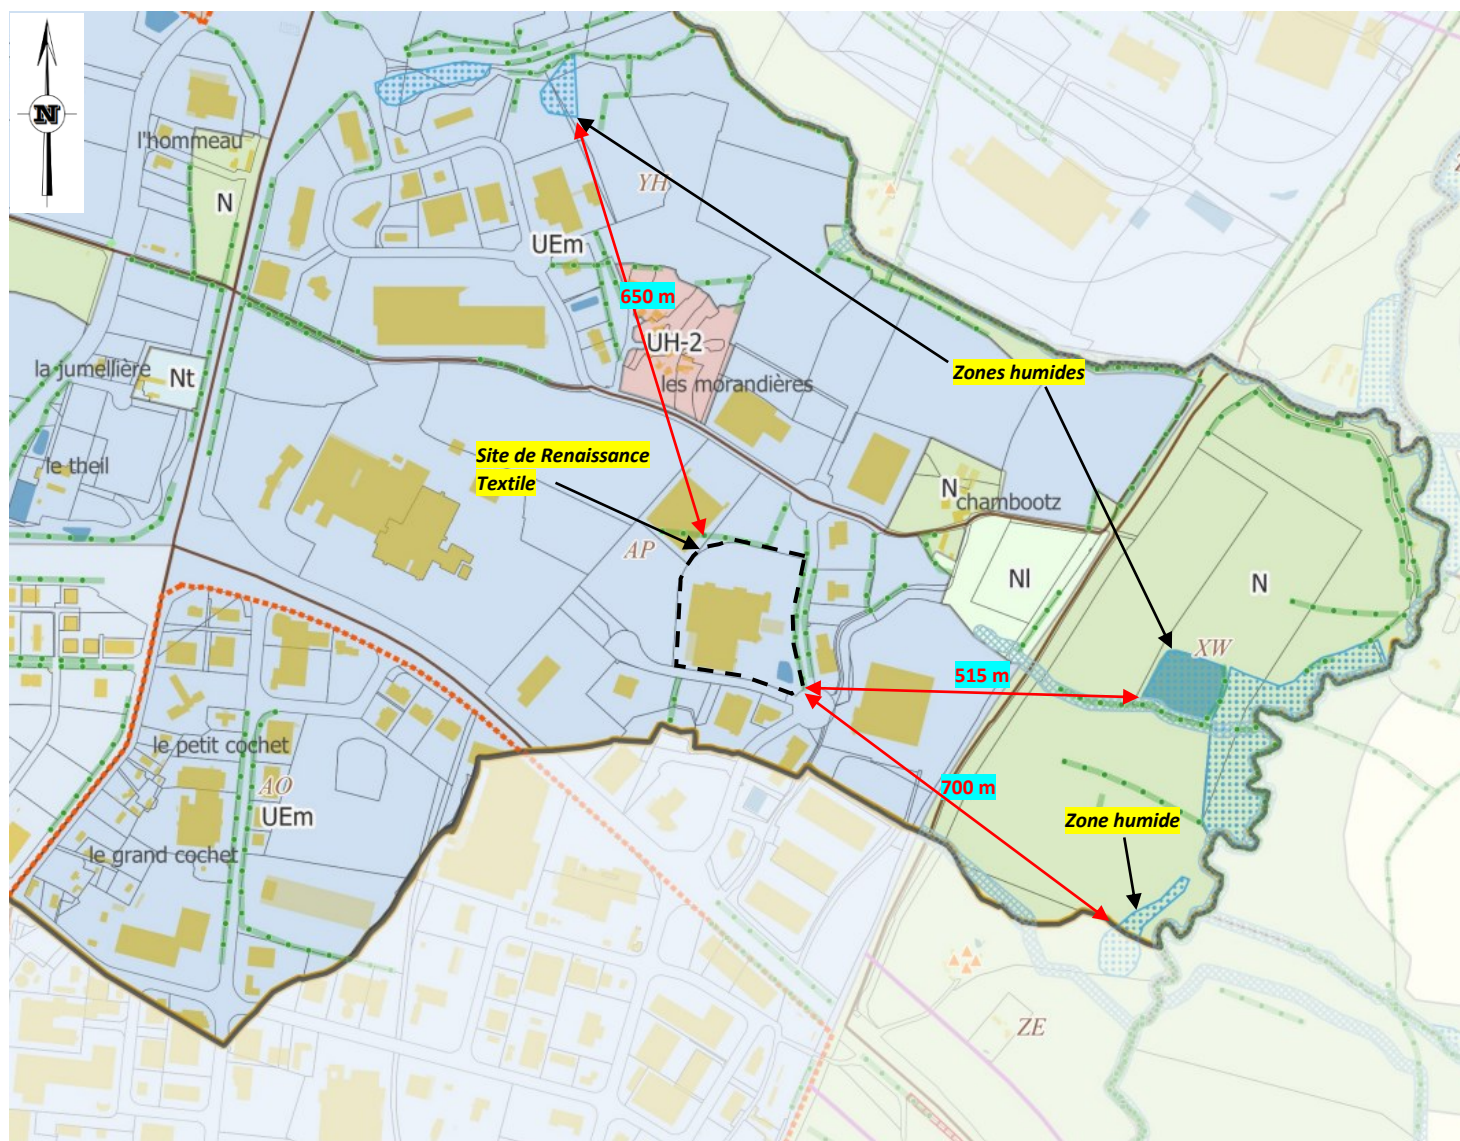 N
l'hommeau
N
YH
UEm
650 m
UH-2
les morandières
Zones humides
la jumellière
Nt
le theil
Site de Renaissance
Textile
N
chambootz
AP
Nl
N
XW
515 m
700 m
le petit cochet
AO
UEm
le grand cochet
Zone humide
ZE